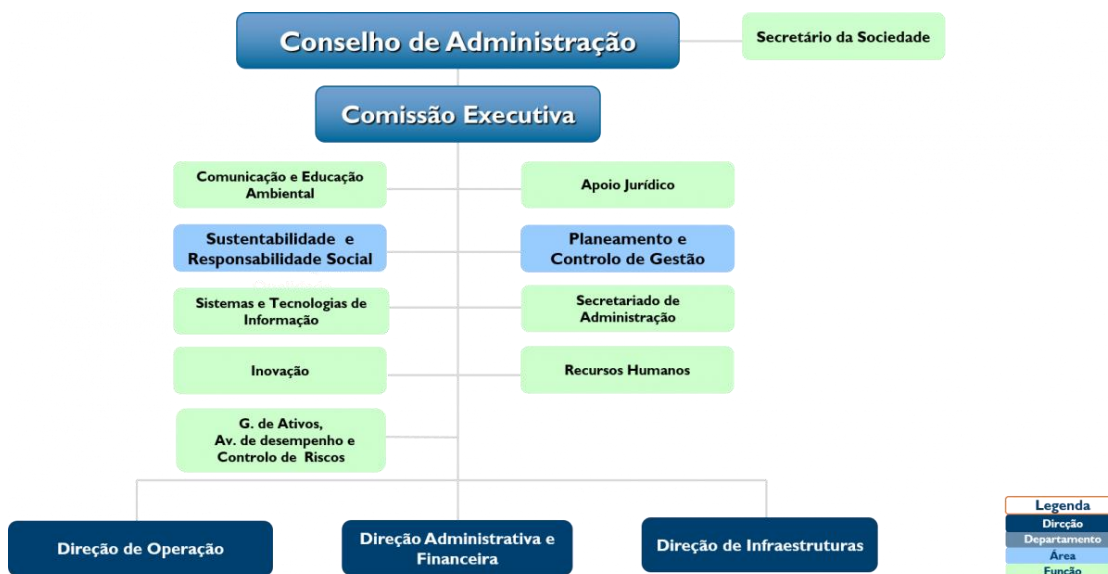 Conselho de Administração
Secretário da Sociedade
Comissão Executiva
Comunicação e Educação
Ambiental
Apoio Jurídico
Sustentabilidade e
Responsabilidade Social
Planeamento e
Controlo de Gestão
Sistemas e Tecnologias de
Informação
Secretariado de
Administração
Inovação
Recursos Humanos
G. de Ativos,
Av. de desempenho e
Controlo de Riscos
Direção de Operação
Direção Administrativa e
Financeira
Direção de Infraestruturas
Legenda
Dircção
Departamento
Área
Função